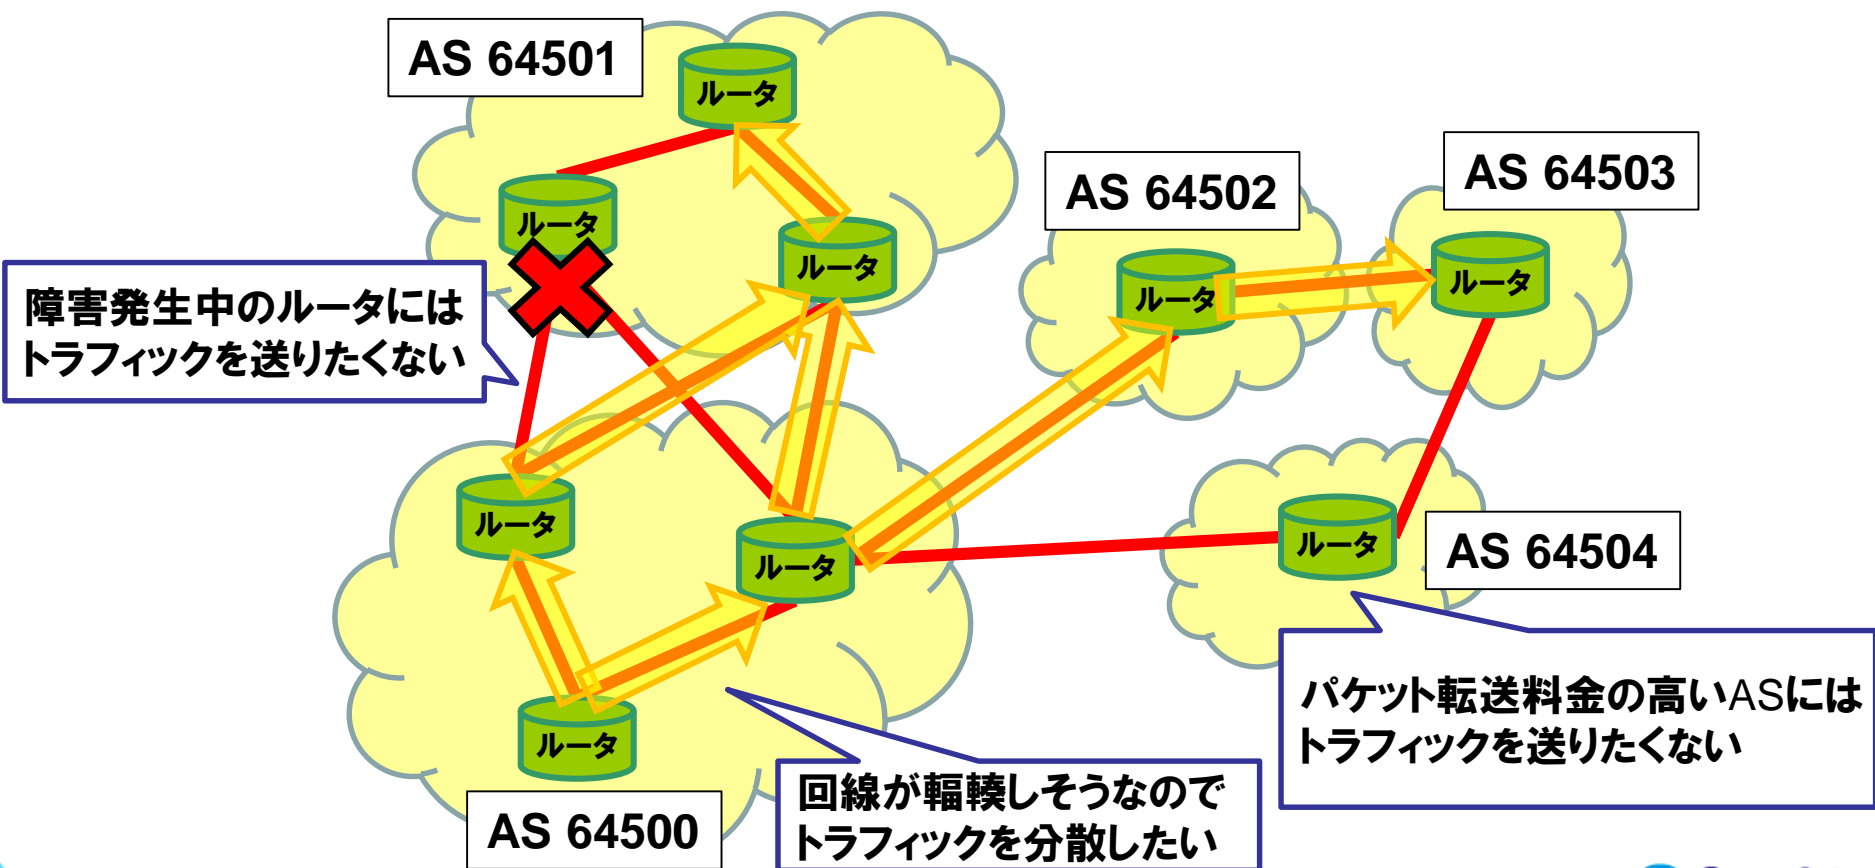 AS 64501
ルータ
AS 64502
AS 64503
ルータ
ルータ
ルータ
ルータ
障害発生中のルータには
トラフィックを送りたくない
ルータ
ルータ
ルータ
AS 64504
ルータ
パケット転送料金の高いASには
トラフィックを送りたくない
回線が輻輳しそうなので
トラフィックを分散したい
AS 64500